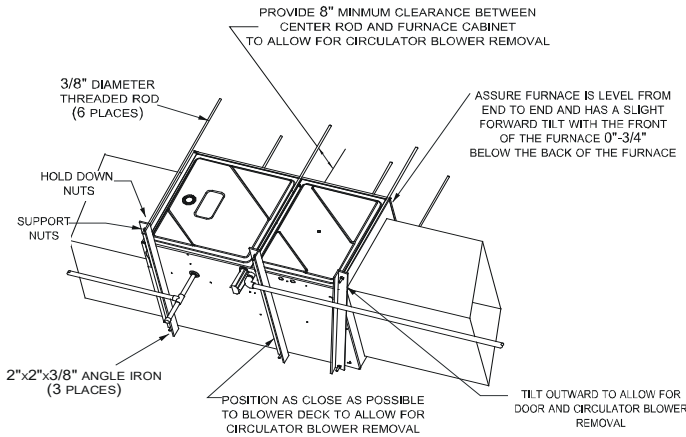 PROVIDE 8" MINMUM CLEARANCE BETWEEN
CENTER ROD AND FURNACE CABINET
TO ALLOW FOR CIRCULATOR BLOWER REMOVAL
3/8" DIAMETER
THREADED ROD
(6 PLACES)
ASSURE FURNACE IS LEVEL FROM
END TO END AND HAS A SLIGHT
FORWARD TILT WITH THE FRONT
OF THE FURNACE 0"-3/4"
BELOW THE BACK OF THE FURNACE
HOLD DOWN
NUTS
SUPPORT
NUTS
2"x2"x3/8" ANGLE IRON
(3 PLACES)
POSITION AS CLOSE AS POSSIBLE
TO BLOWER DECK TO ALLOW FOR
CIRCULATOR BLOWER REMOVAL
TILT OUTWARD TO ALLOW FOR
DOOR AND CIRCULATOR BLOWER
REMOVAL